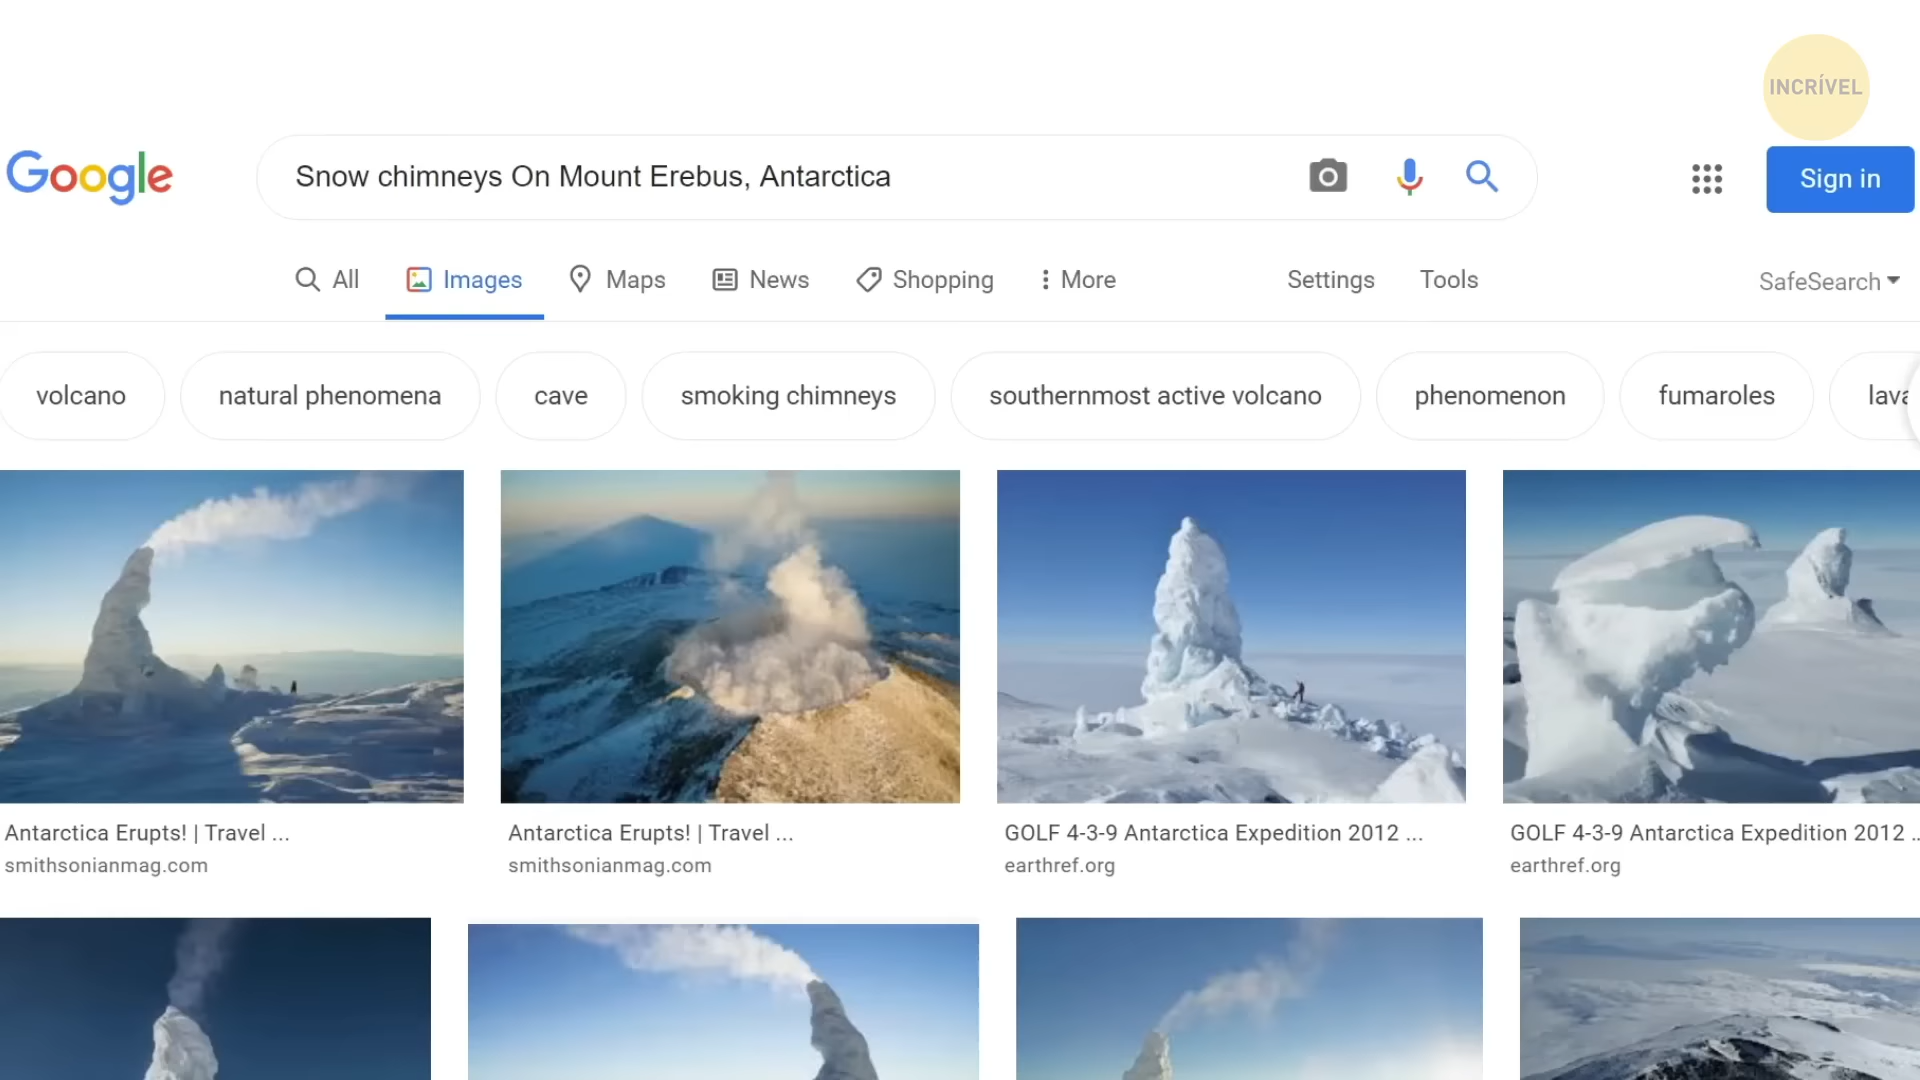 INCRÍVEL
Google
Snow chimneys On Mount Erebus, Antarctica
Sign in
All Images Maps News Shopping More Settings Tools SafeSearch
volcano natural phenomena cave smoking chimneys southernmost active volcano phenomenon fumaroles lava
Antarctica Erupts! | Travel ... Antarctica Erupts! | Travel ... GOLF 4-3-9 Antarctica Expedition 2012 ... GOLF 4-3-9 Antarctica Expedition 2012 ..
smithsonianmag.com smithsonianmag.com earthref.org earthref.org